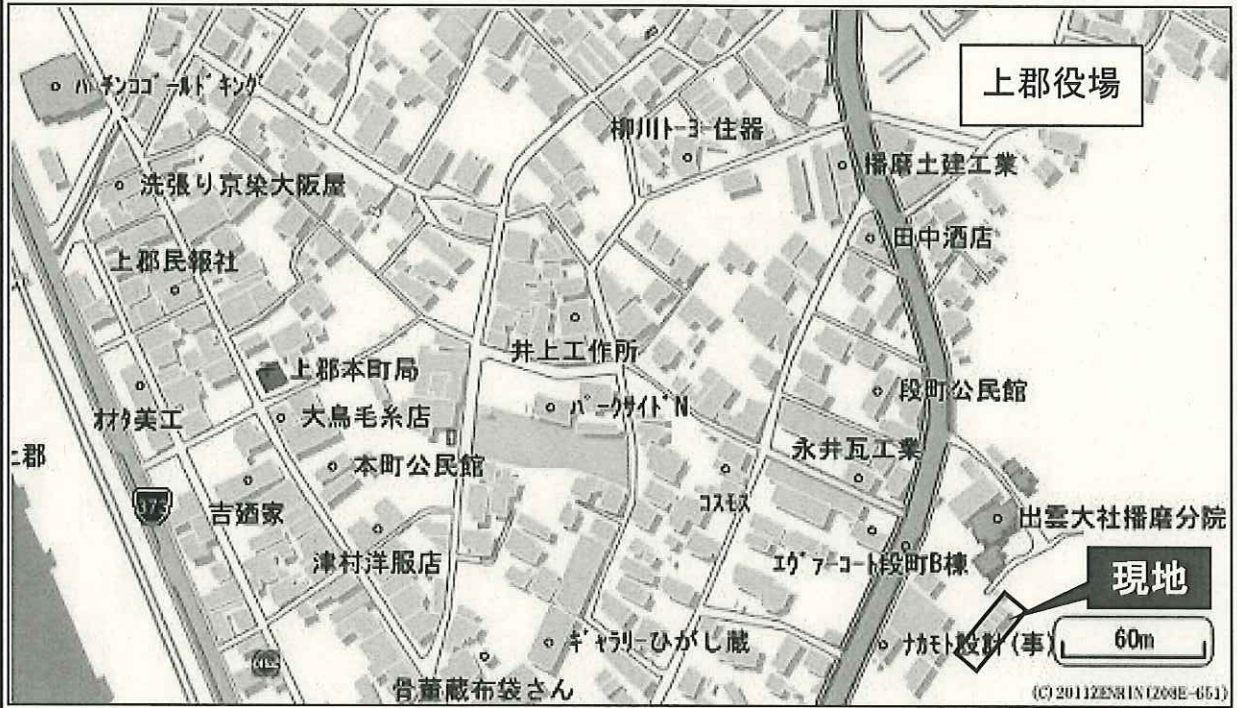 上郡役場
パチンコゴールドキング
柳川トーヨー住器
播磨土建工業
洗張り京染大阪屋
田中酒店
上郡民報社
井上工作所
上郡本町局
段町公民館
オオタ美工
大鳥毛糸店
パークサイドN
永井瓦工業
上郡
本町公民館
373
吉廼家
コスモス
出雲大社播磨分院
津村洋服店
エヴァーコート段町B棟
現地
ギャラリーひがし蔵
ナカモト設計(事)
60m
骨董蔵布袋さん
(C)2011ZENRIN(Z08E-651)